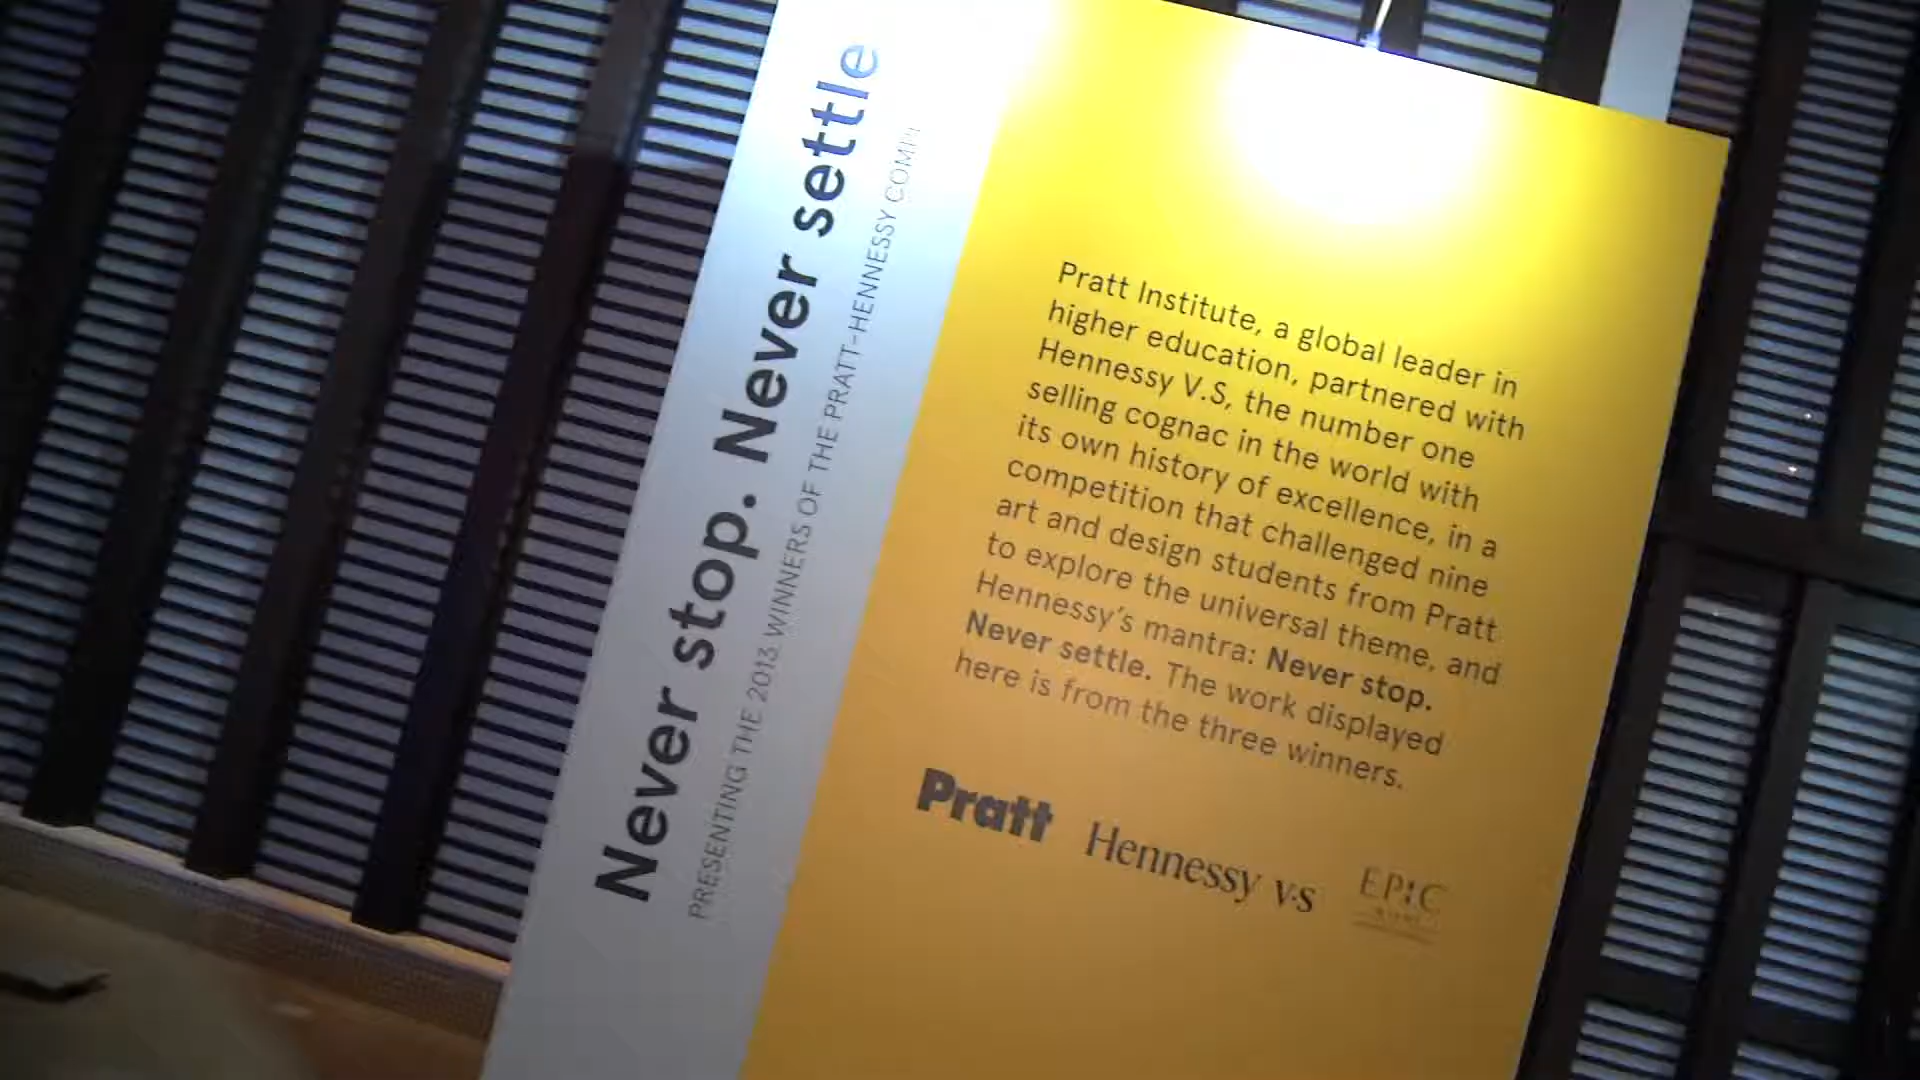 Never stop. Never settle
PRESENTING THE 2013 WINNERS OF THE PRATT-HENNESSY
Pratt Institute, a global leader in
higher education, partnered with
Hennessy V.S, the number one
selling cognac in the world with
its own history of excellence, in a
competition that challenged nine
art and design students from Pratt
to explore the universal theme, and
Hennessy's mantra: Never stop.
Never settle. The work displayed
here is from the three winners.
Pratt
Hennessy V.S
EPIC